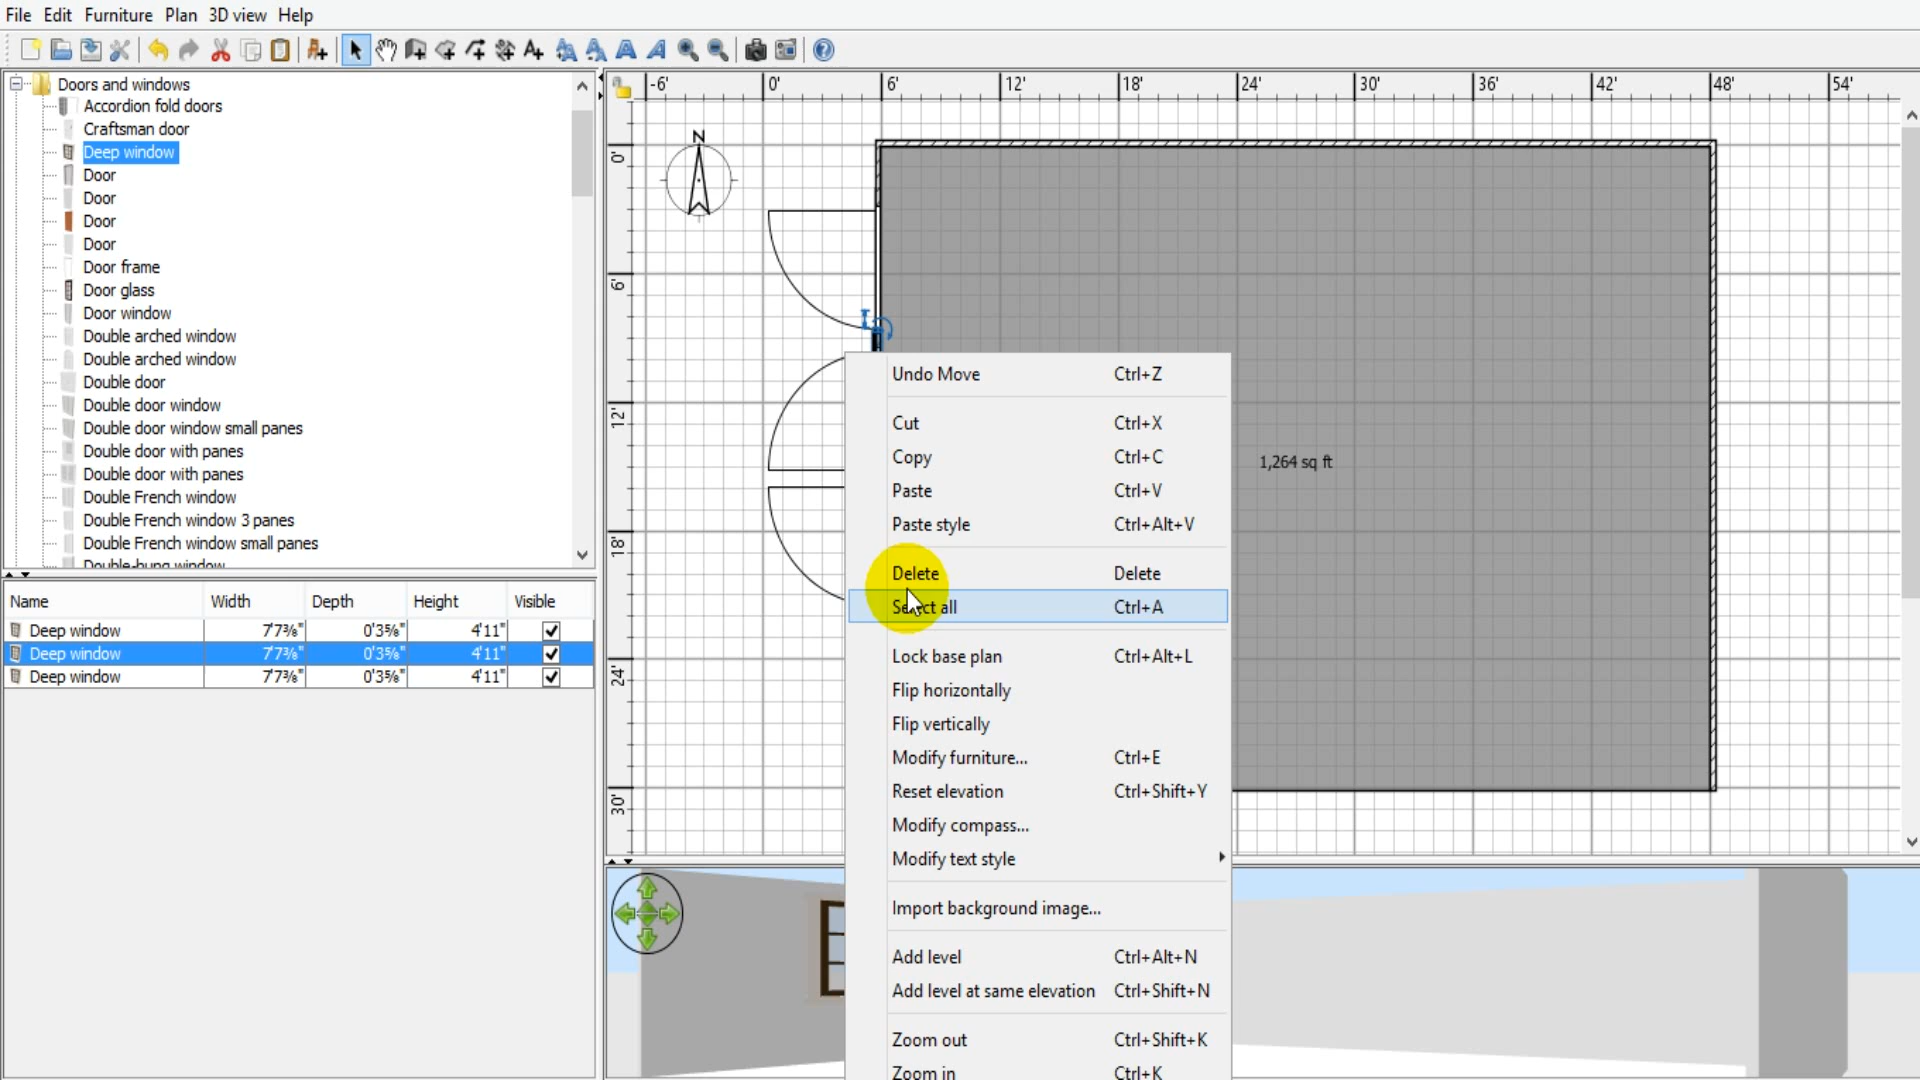 File Edit Furniture Plan 3D view Help
Doors and windows
Accordion fold doors
Craftsman door
Deep window
Door
Door
Door
Door
Door frame
Door glass
Door window
Double arched window
Double arched window
Double door
Double door window
Double door window small panes
Double door with panes
Double door with panes
Double French window
Double French window 3 panes
Double French window small panes
Double-hung window
Name Width Depth Height Visible
Deep window 7'7⅜" 0'3⅝" 4'11"
Deep window 7'7⅜" 0'3⅝" 4'11"
Deep window 7'7⅜" 0'3⅝" 4'11"
-6' 0' 6' 12' 18' 24' 30' 36' 42' 48' 54'
0'
6'
12'
18'
24'
30'
N
1,264 sq ft
Undo Move Ctrl+Z
Cut Ctrl+X
Copy Ctrl+C
Paste Ctrl+V
Paste style Ctrl+Alt+V
Delete Delete
Select all Ctrl+A
Lock base plan Ctrl+Alt+L
Flip horizontally
Flip vertically
Modify furniture... Ctrl+E
Reset elevation Ctrl+Shift+Y
Modify compass...
Modify text style
Import background image...
Add level Ctrl+Alt+N
Add level at same elevation Ctrl+Shift+N
Zoom out Ctrl+Shift+K
Zoom in Ctrl+K